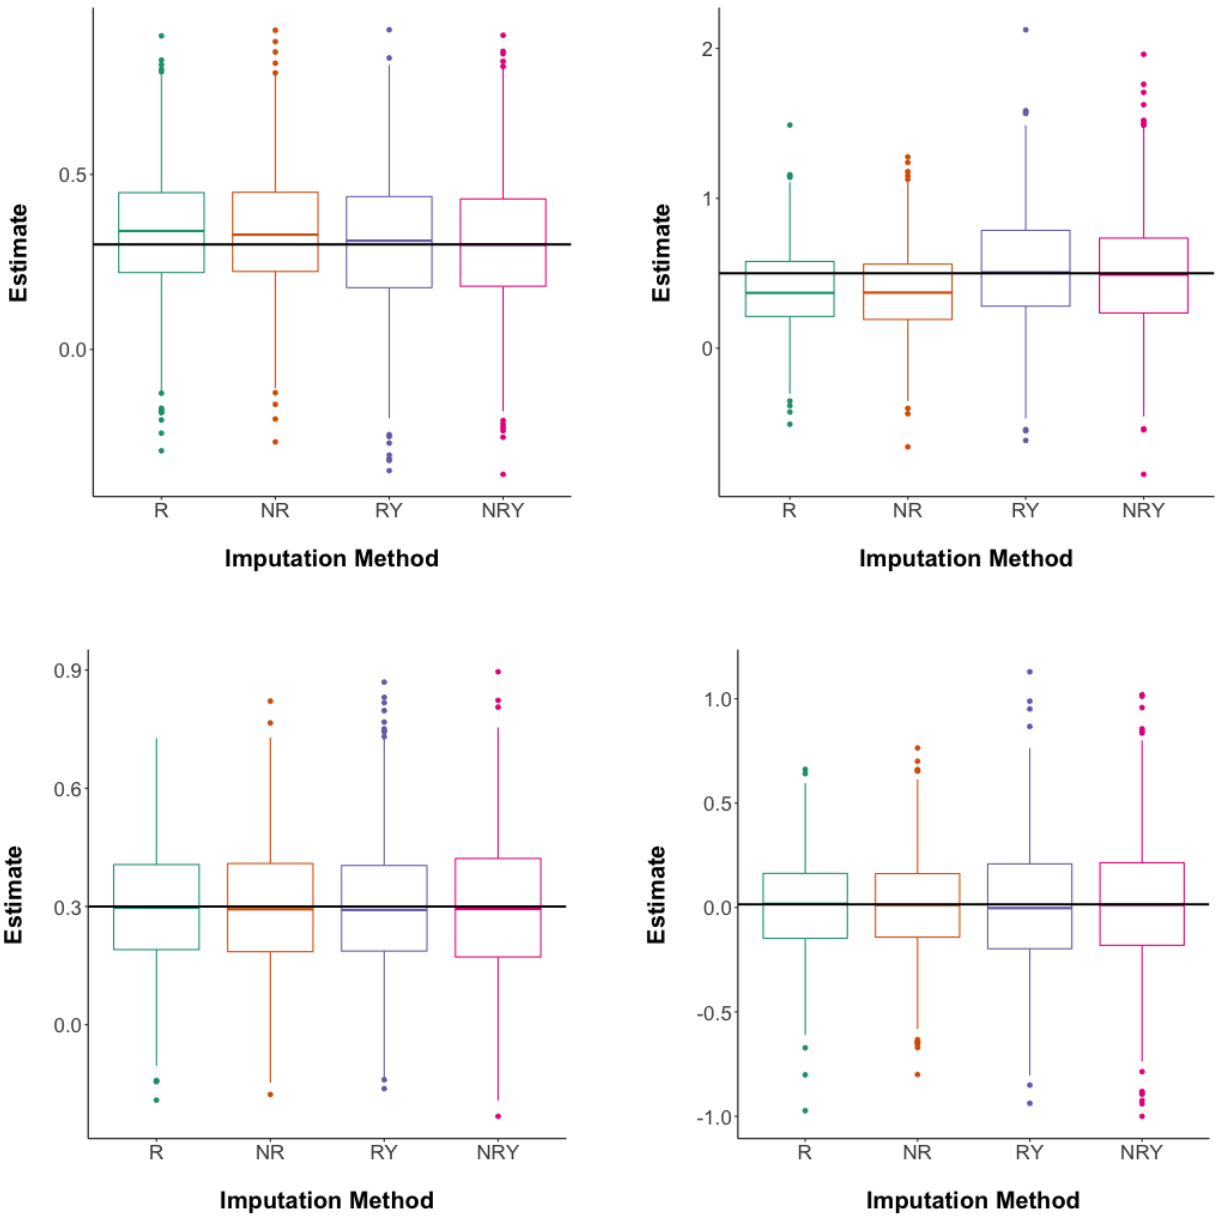 Estimate
0.5
0.0
R NR RY NRY
Imputation Method
Estimate
2
1
0
R NR RY NRY
Imputation Method
Estimate
0.9
0.6
0.3
0.0
R NR RY NRY
Imputation Method
Estimate
1.0
0.5
0.0
-0.5
-1.0
R NR RY NRY
Imputation Method